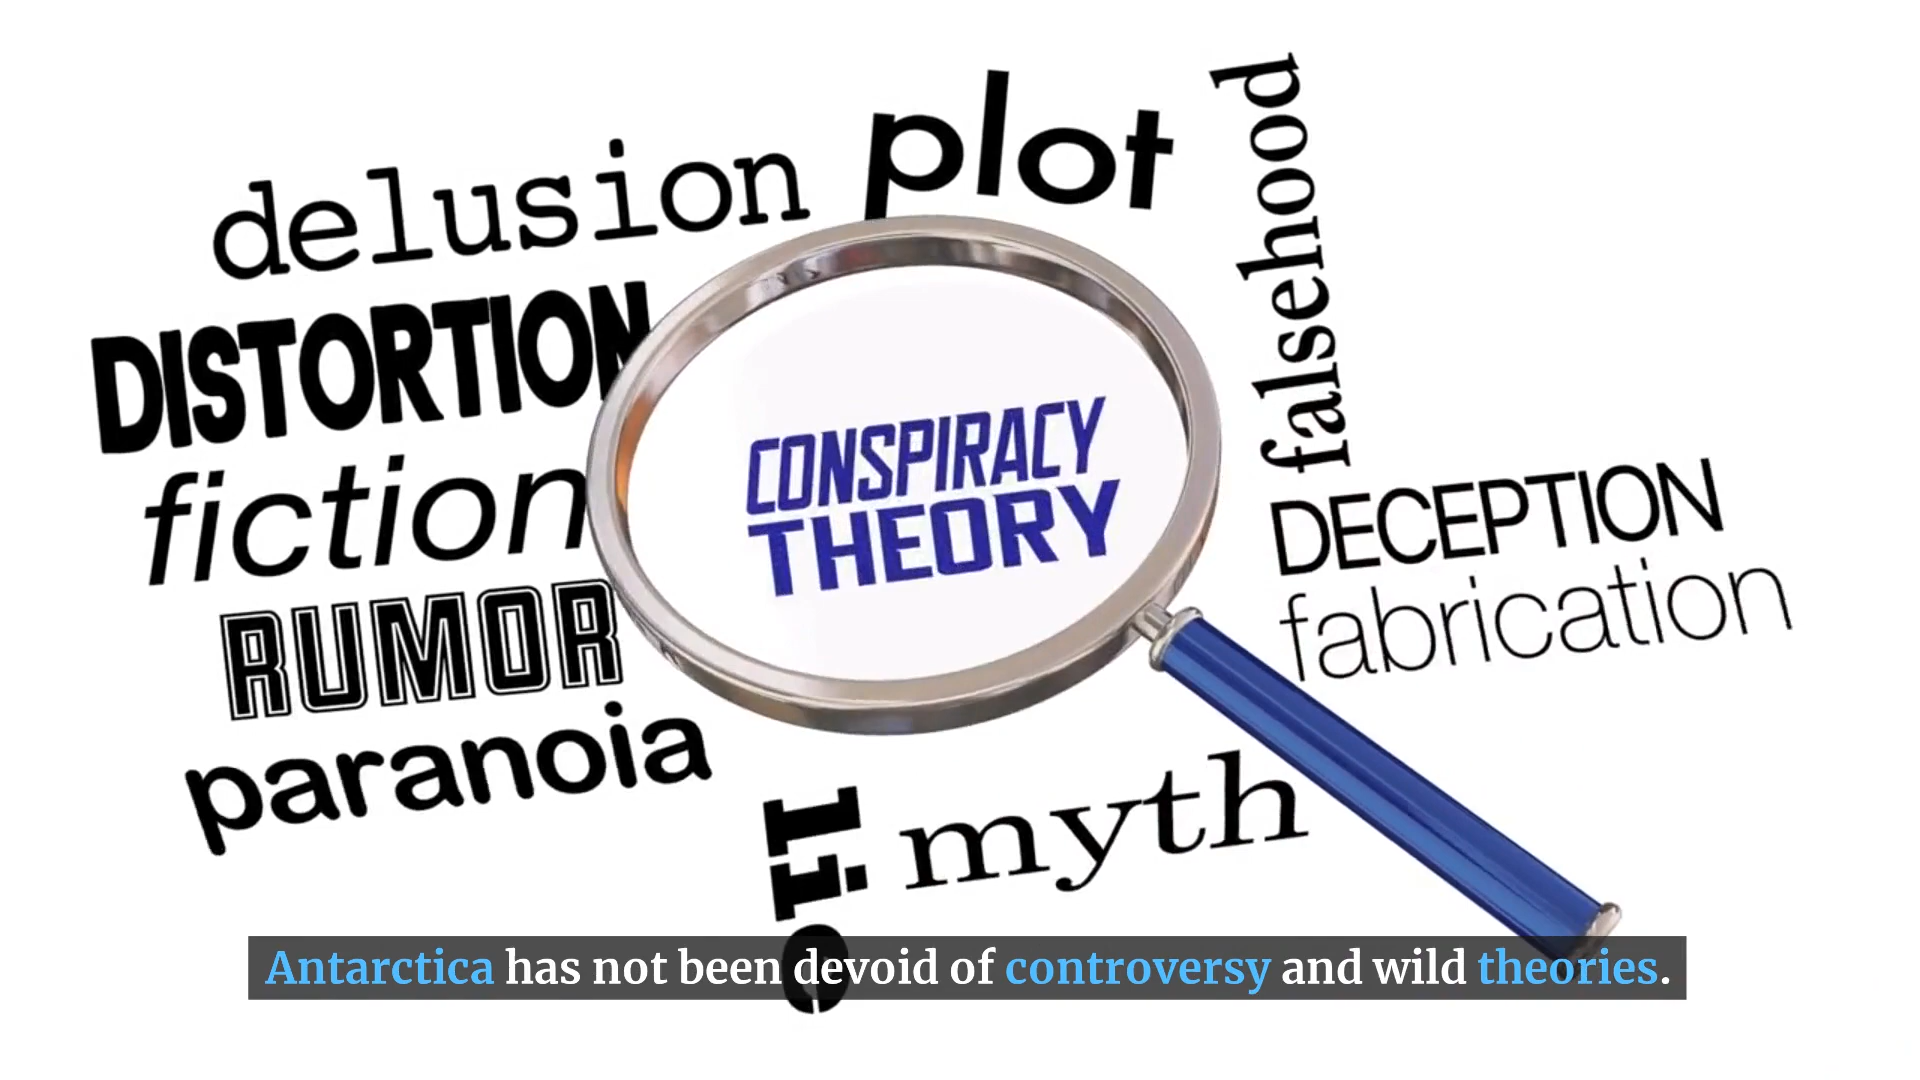 delusion
plot
falsehood
DISTORTION
CONSPIRACY
THEORY
fiction
DECEPTION
fabrication
RUMOR
paranoia
myth
Antarctica has not been devoid of controversy and wild theories.